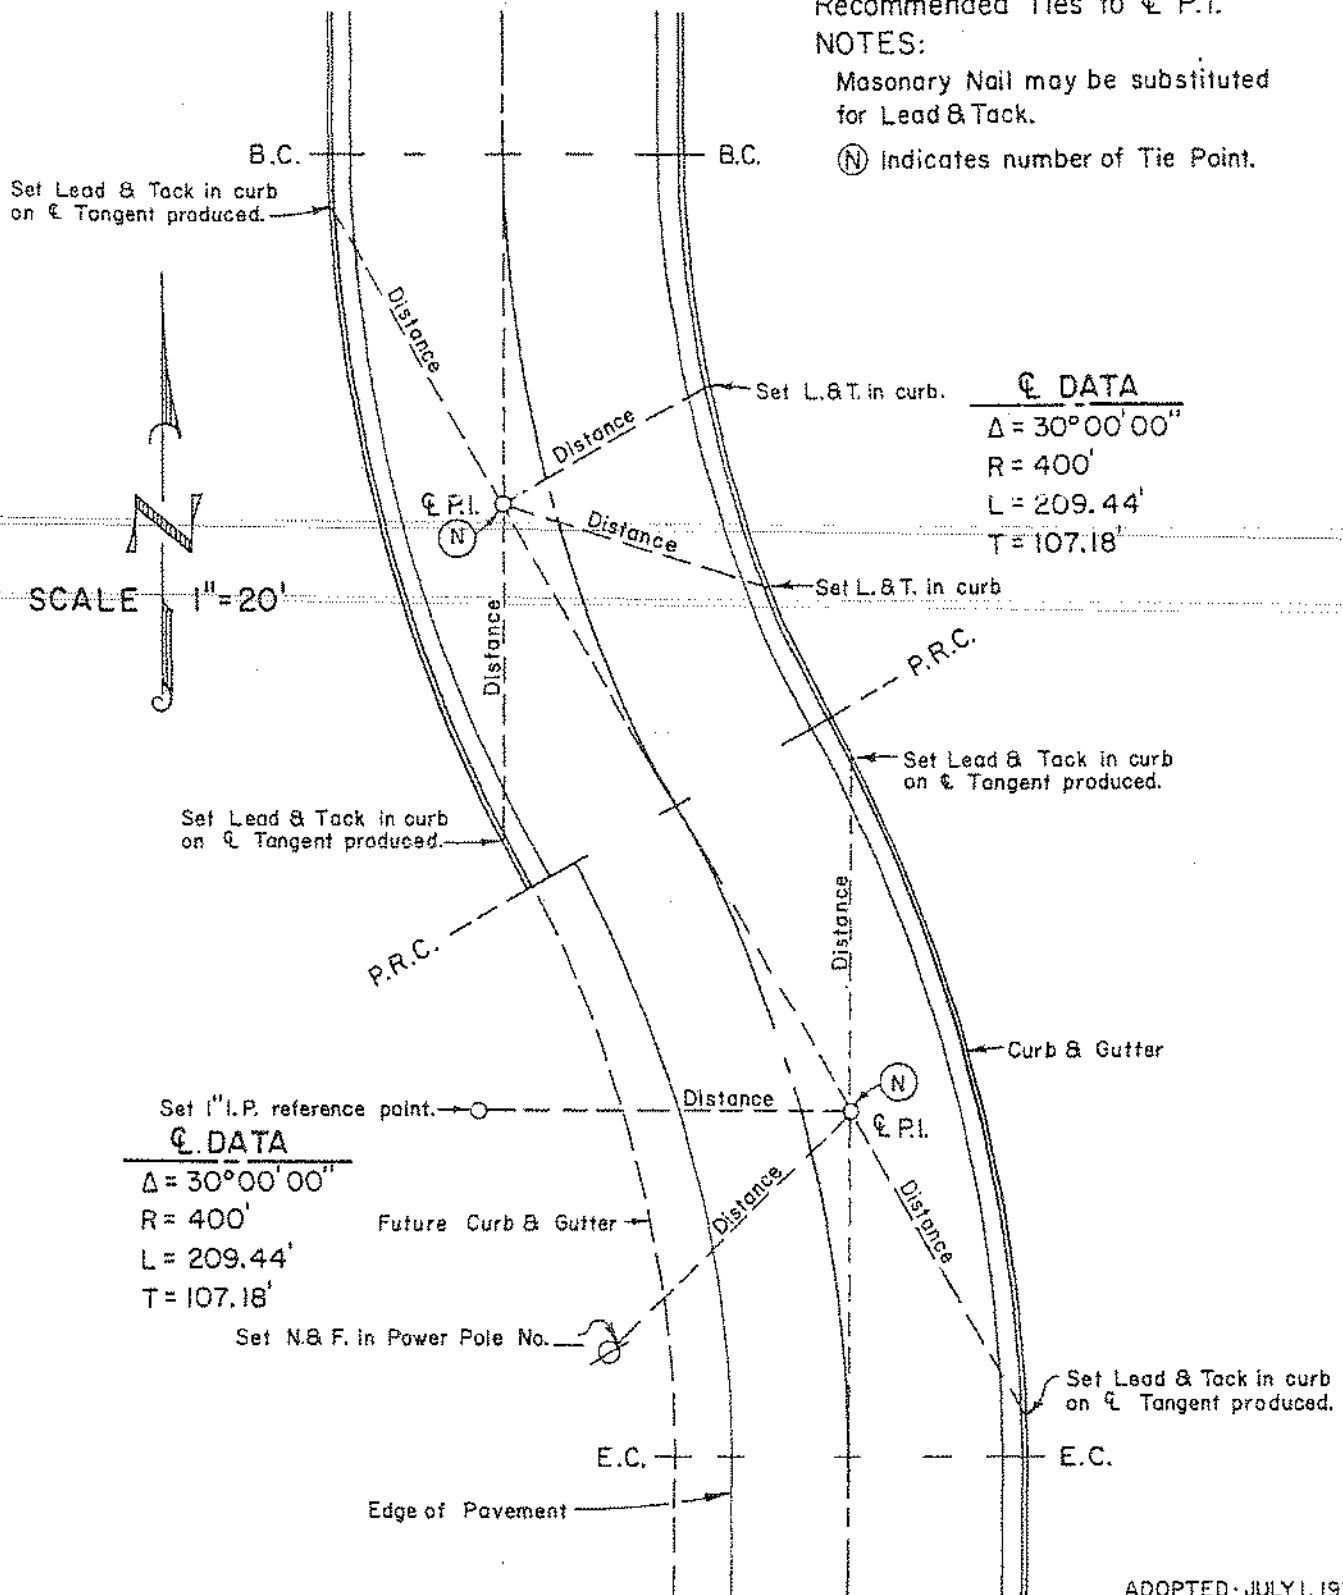 Recommended Ties to ℄ P.I.
NOTES:
Masonary Nail may be substituted
for Lead & Tack.
Ⓝ Indicates number of Tie Point.
B.C.
B.C.
Set Lead & Tack in curb
on ℄ Tangent produced.
Distance
Set L.&T. in curb.
Distance
℄ DATA
Δ = 30°00'00"
R = 400'
L = 209.44'
T = 107.18'
℄ P.I.
N
Distance
Set L.&T. in curb
N
SCALE 1"=20'
Distance
P.R.C.
Set Lead & Tack in curb
on ℄ Tangent produced.
Set Lead & Tack in curb
on ℄ Tangent produced.
Distance
P.R.C.
Curb & Gutter
N
Set 1" I.P. reference point.
Distance
℄ P.I.
℄ DATA
Δ = 30°00'00"
R = 400'
L = 209.44'
T = 107.18'
Distance
Distance
Future Curb & Gutter
Set N.& F. in Power Pole No.
Set Lead & Tack in curb
on ℄ Tangent produced.
E.C.
E.C.
Edge of Pavement
ADOPTED: JULY 1,